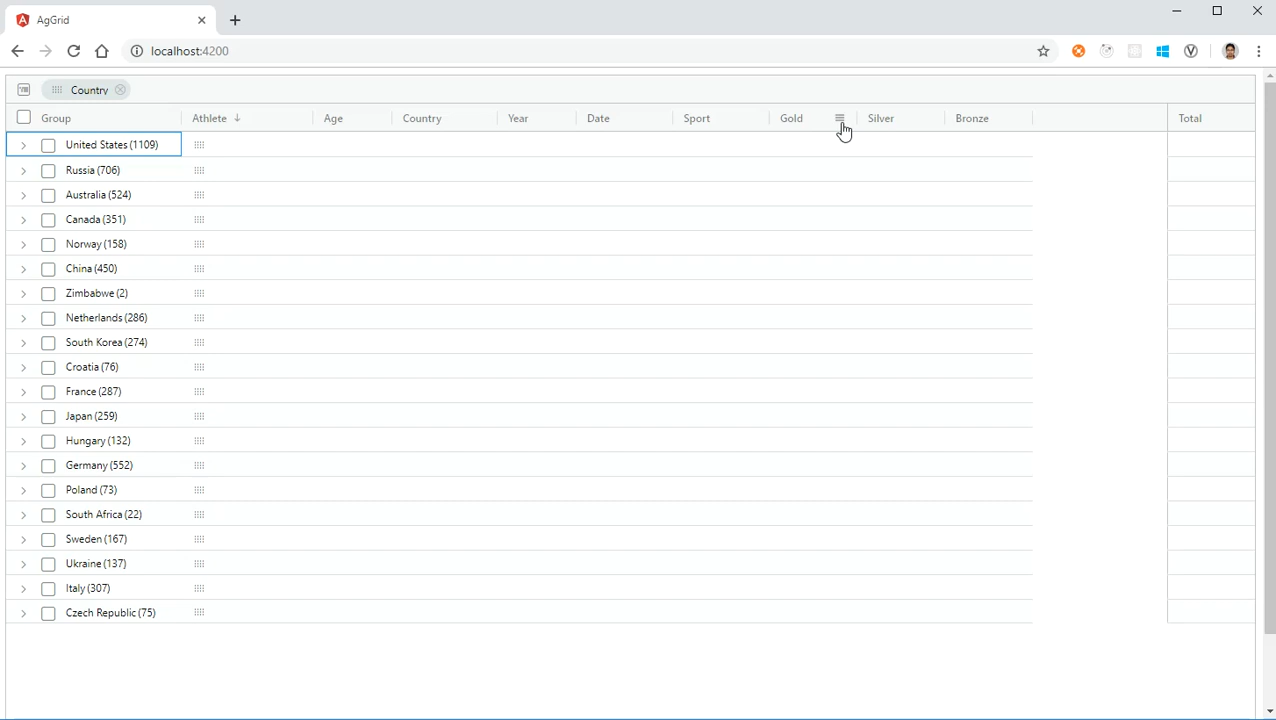 AgGrid
localhost:4200
Country
Group Athlete Age Country Year Date Sport Gold Silver Bronze Total
United States (1109)
Russia (706)
Australia (524)
Canada (351)
Norway (158)
China (450)
Zimbabwe (2)
Netherlands (286)
South Korea (274)
Croatia (76)
France (287)
Japan (259)
Hungary (132)
Germany (552)
Poland (73)
South Africa (22)
Sweden (167)
Ukraine (137)
Italy (307)
Czech Republic (75)